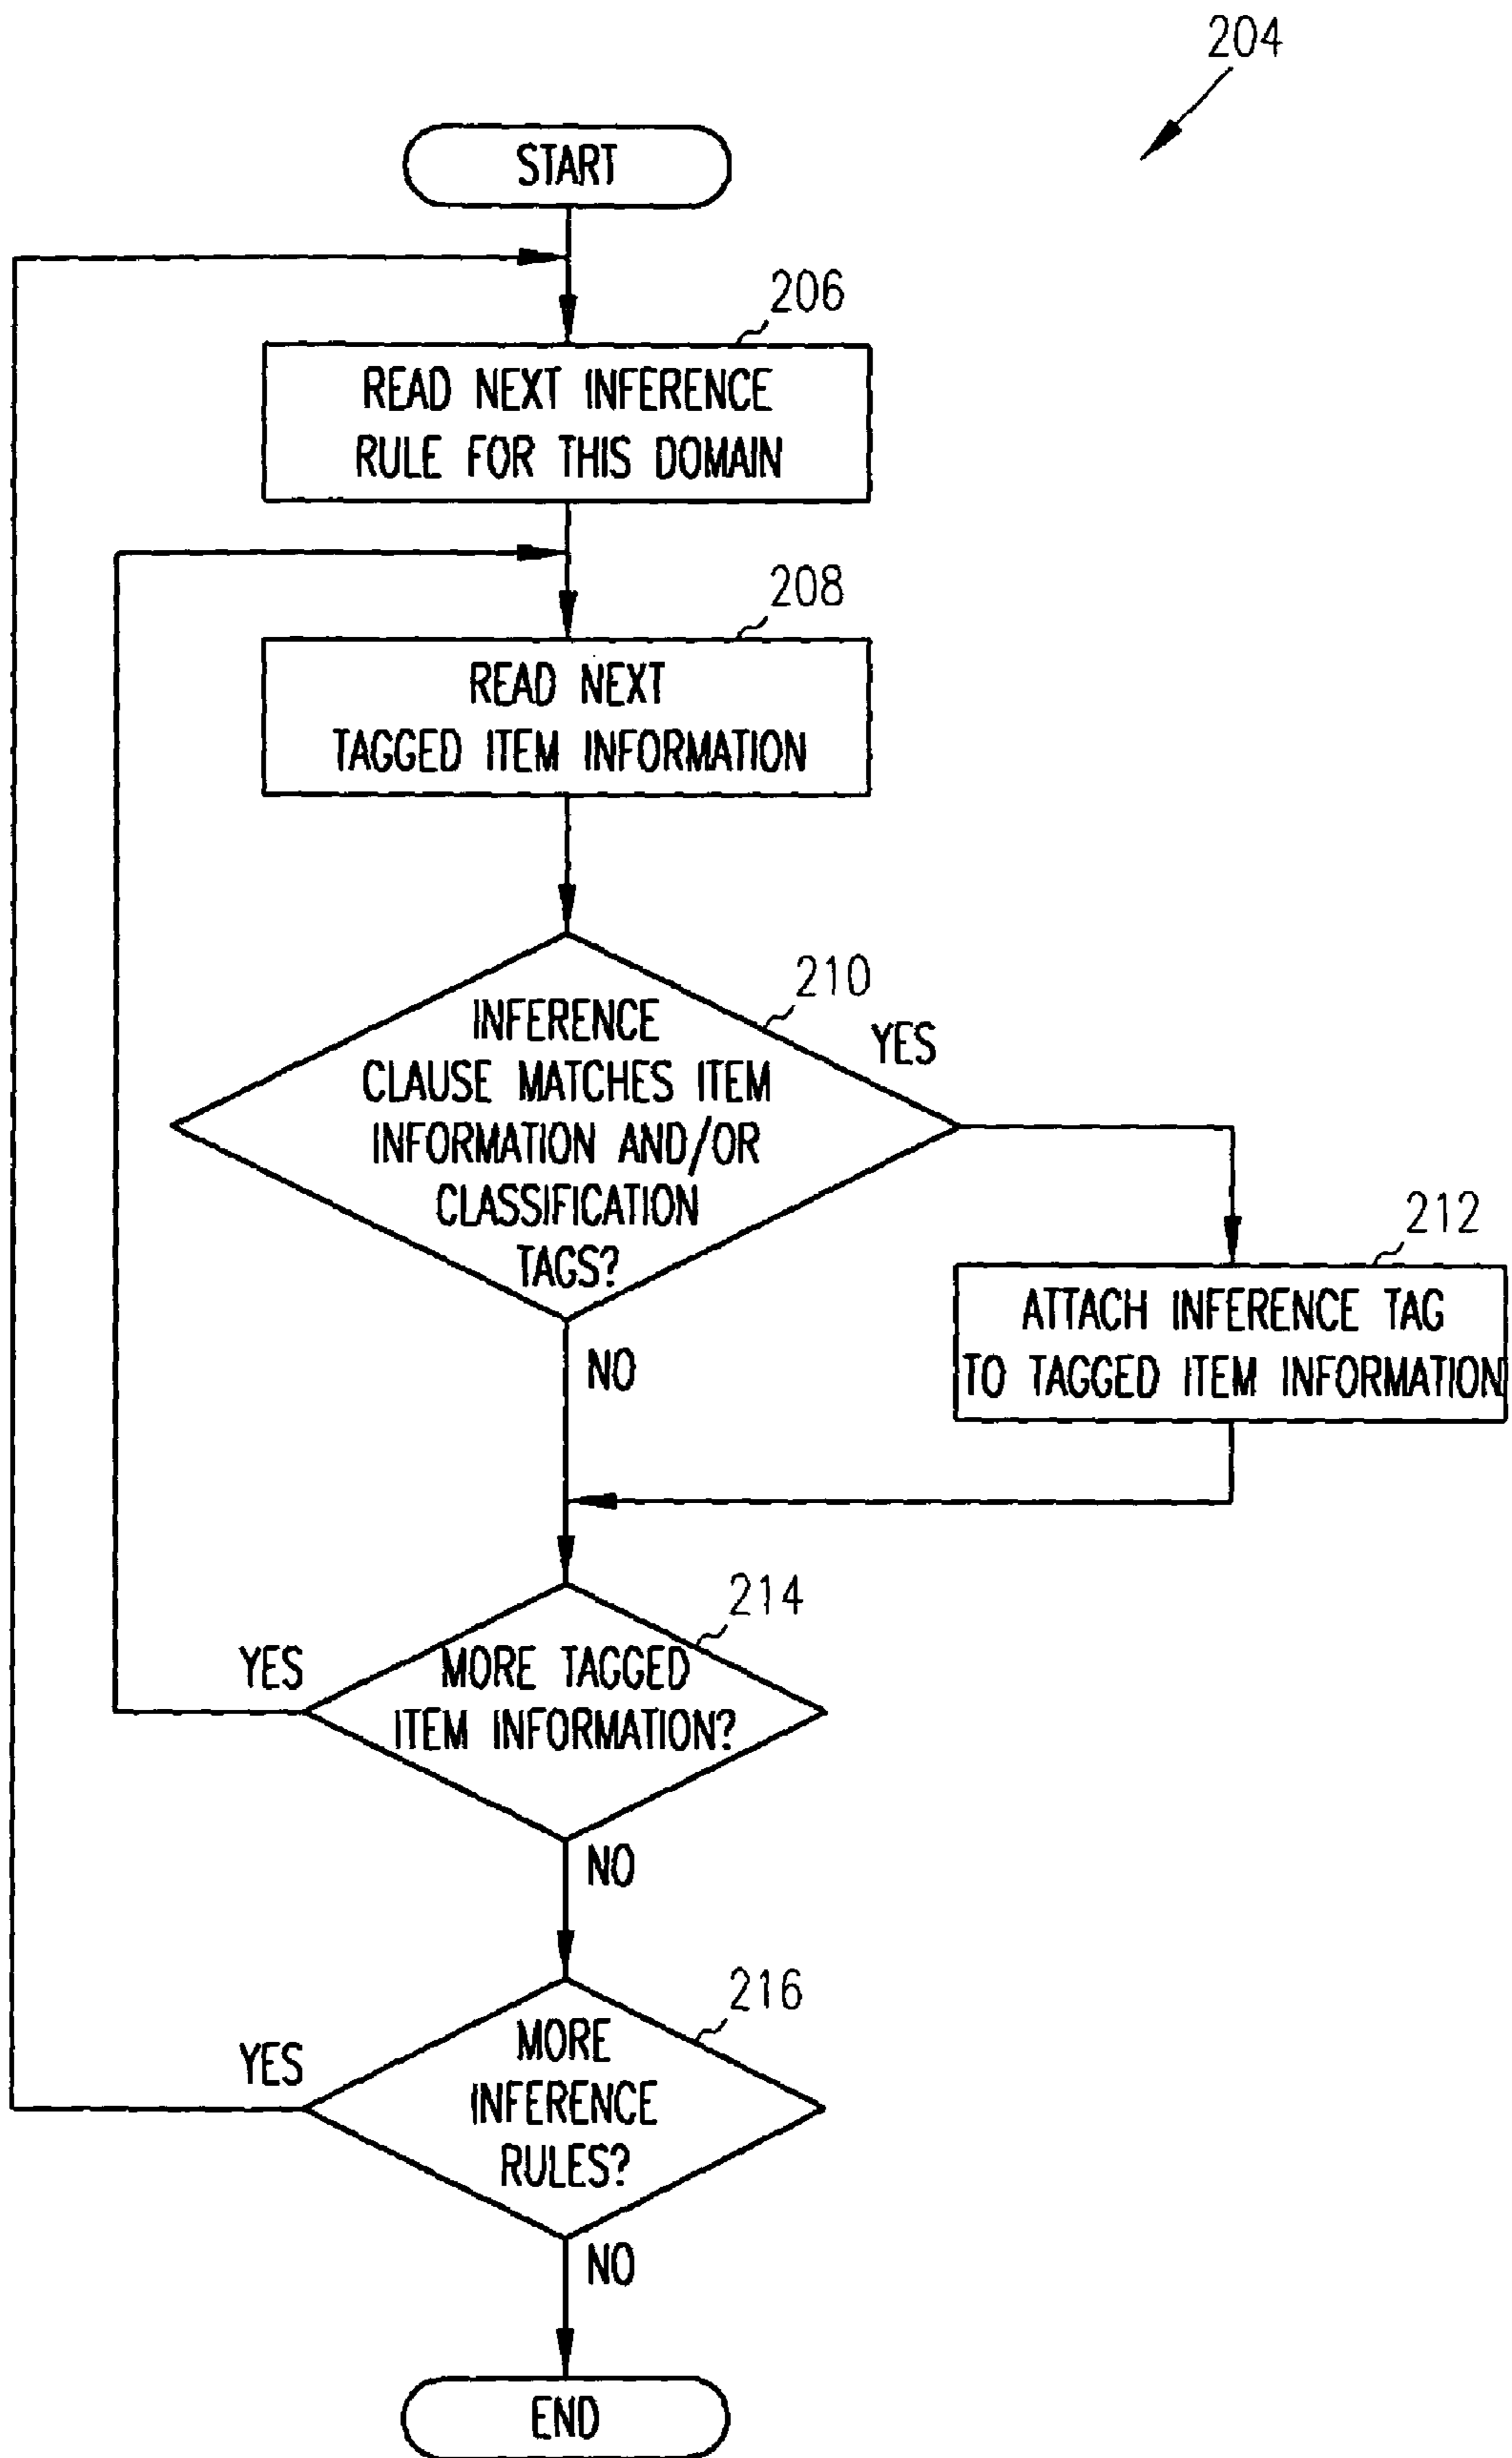 204
START
206
READ NEXT INFERENCE
RULE FOR THIS DOMAIN
208
READ NEXT
TAGGED ITEM INFORMATION
210
INFERENCE
CLAUSE MATCHES ITEM
INFORMATION AND/OR
CLASSIFICATION
TAGS?
YES
NO
212
ATTACH INFERENCE TAG
TO TAGGED ITEM INFORMATION
214
MORE TAGGED
ITEM INFORMATION?
YES
NO
216
MORE
INFERENCE
RULES?
YES
NO
END